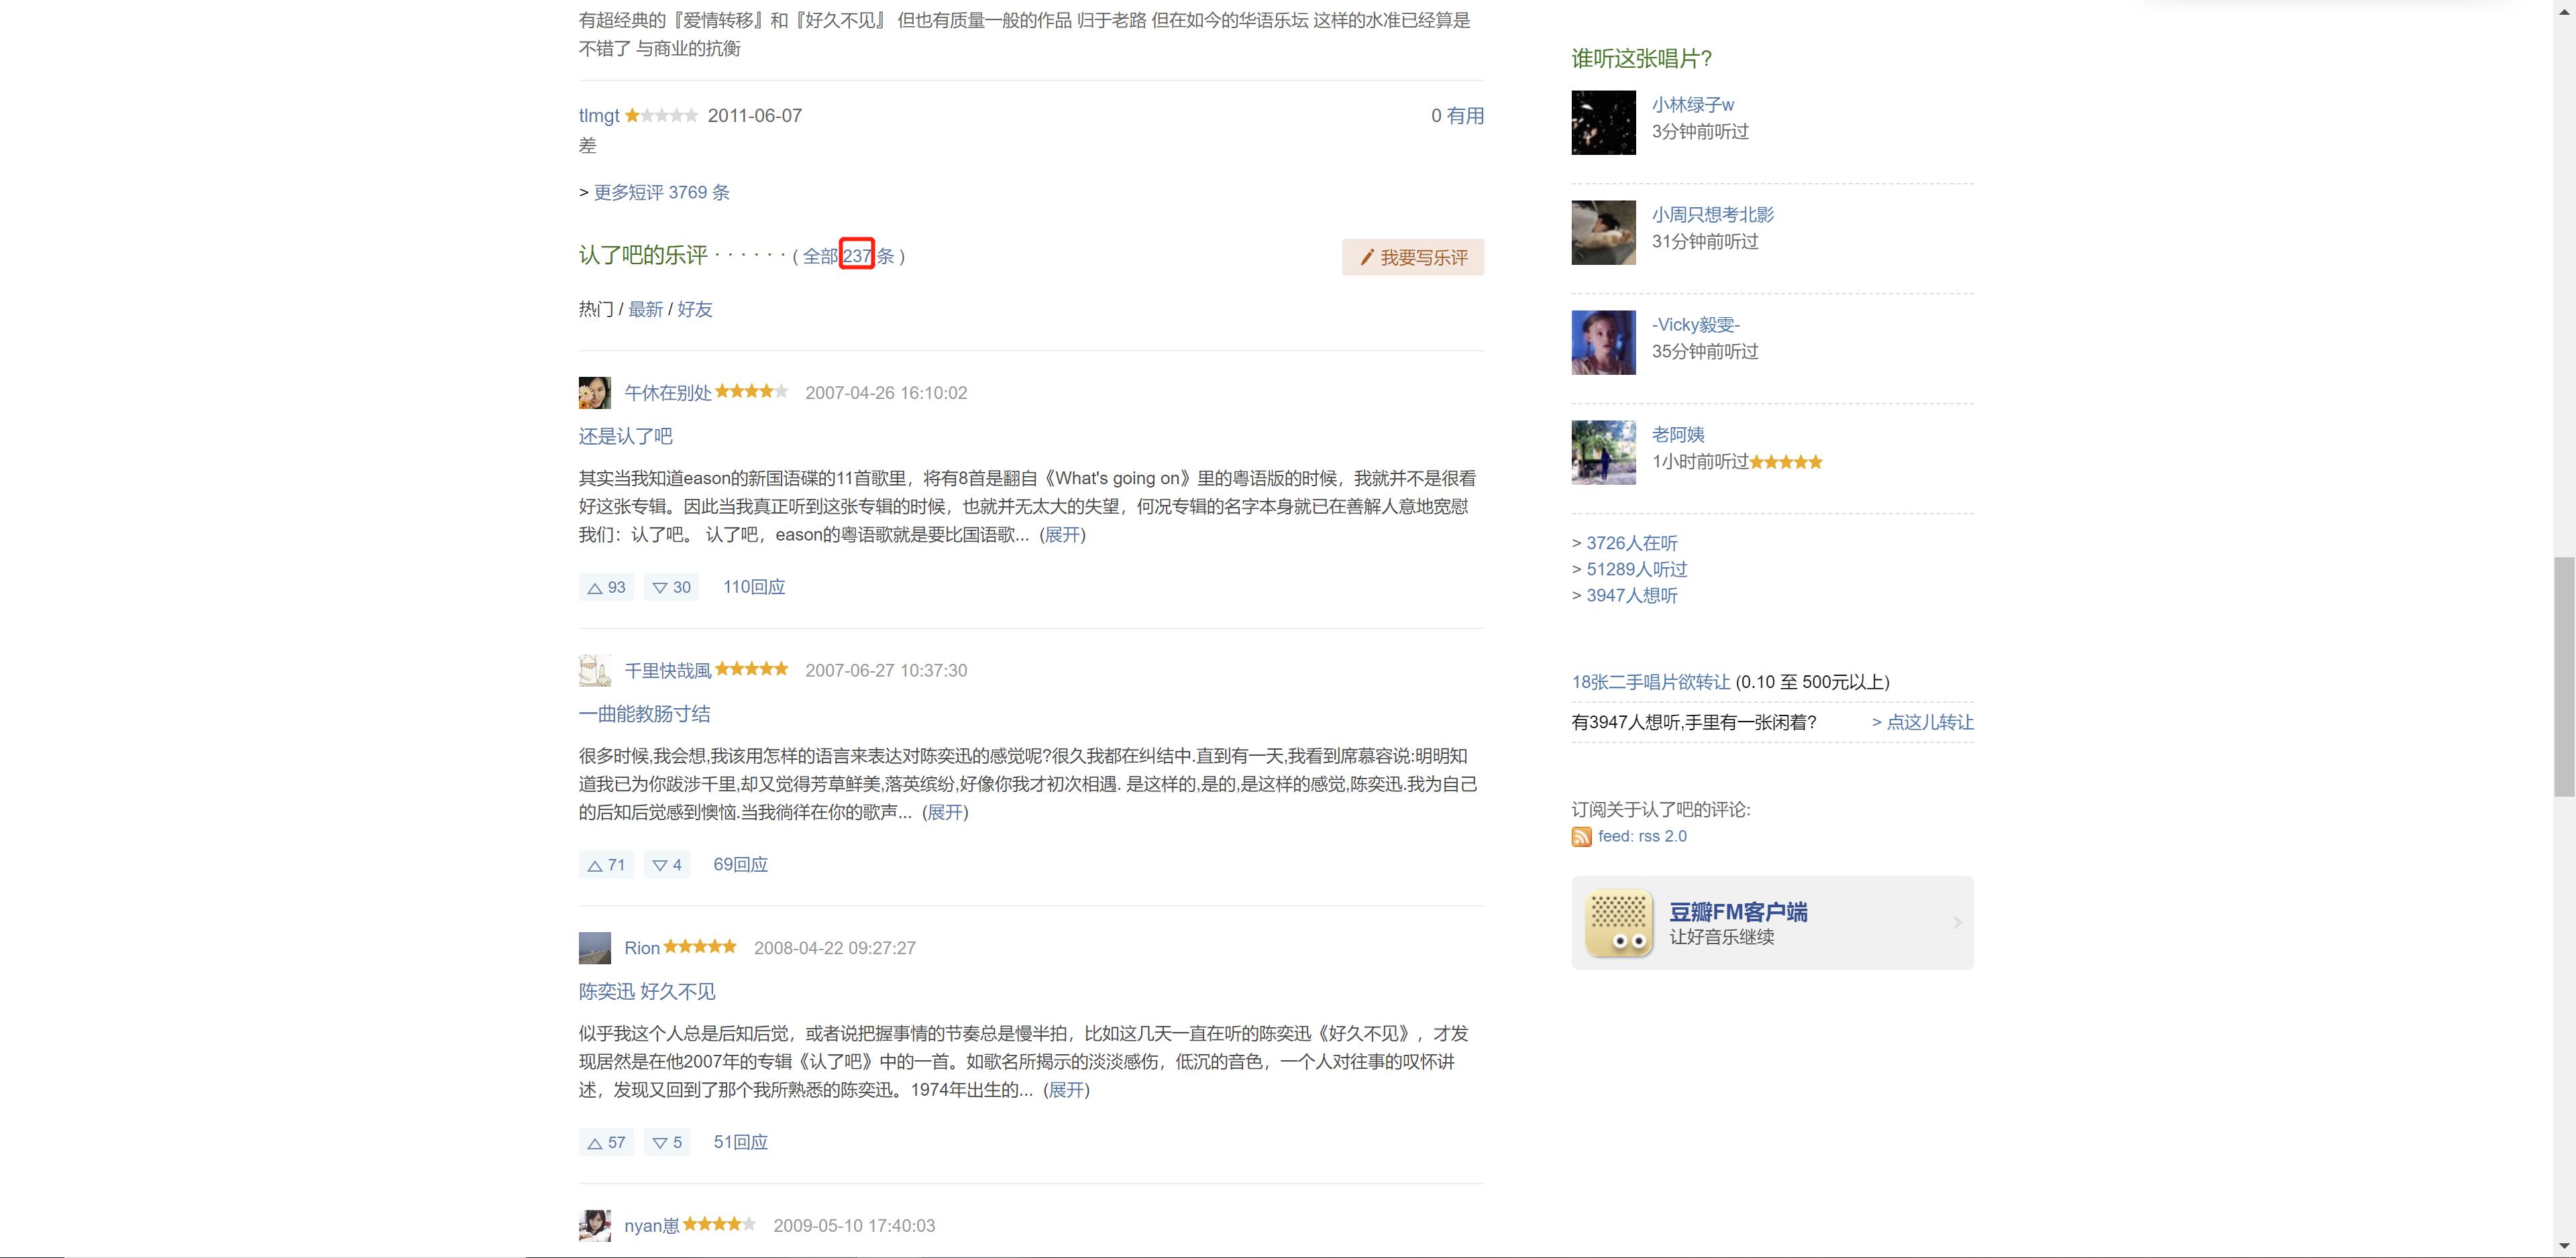 有超经典的『爱情转移』和『好久不见』 但也有质量一般的作品 归于老路 但在如今的华语乐坛 这样的水准已经算是
不错了 与商业的抗衡
tlmgt 2011-06-07 0 有用
差
> 更多短评 3769 条
认了吧的乐评 · · · · · · ( 全部 237 条 ) 我要写乐评
热门 / 最新 / 好友
午休在别处 2007-04-26 16:10:02
还是认了吧
其实当我知道eason的新国语碟的11首歌里，将有8首是翻自《What's going on》里的粤语版的时候，我就并不是很看
好这张专辑。因此当我真正听到这张专辑的时候，也就并无太大的失望，何况专辑的名字本身就已在善解人意地宽慰
我们：认了吧。 认了吧，eason的粤语歌就是要比国语歌... (展开)
93 30 110回应
千里快哉風 2007-06-27 10:37:30
一曲能教肠寸结
很多时候,我会想,我该用怎样的语言来表达对陈奕迅的感觉呢?很久我都在纠结中.直到有一天,我看到席慕容说:明明知
道我已为你跋涉千里,却又觉得芳草鲜美,落英缤纷,好像你我才初次相遇. 是这样的,是的,是这样的感觉,陈奕迅.我为自己
的后知后觉感到懊恼.当我徜徉在你的歌声... (展开)
71 4 69回应
Rion 2008-04-22 09:27:27
陈奕迅 好久不见
似乎我这个人总是后知后觉，或者说把握事情的节奏总是慢半拍，比如这几天一直在听的陈奕迅《好久不见》，才发
现居然是在他2007年的专辑《认了吧》中的一首。如歌名所揭示的淡淡感伤，低沉的音色，一个人对往事的叹怀讲
述，发现又回到了那个我所熟悉的陈奕迅。1974年出生的... (展开)
57 5 51回应
nyan崽 2009-05-10 17:40:03
谁听这张唱片?
小林绿子w
3分钟前听过
小周只想考北影
31分钟前听过
-Vicky毅雯-
35分钟前听过
老阿姨
1小时前听过
> 3726人在听
> 51289人听过
> 3947人想听
18张二手唱片欲转让 (0.10 至 500元以上)
有3947人想听,手里有一张闲着? > 点这儿转让
订阅关于认了吧的评论:
feed: rss 2.0
豆瓣FM客户端
让好音乐继续